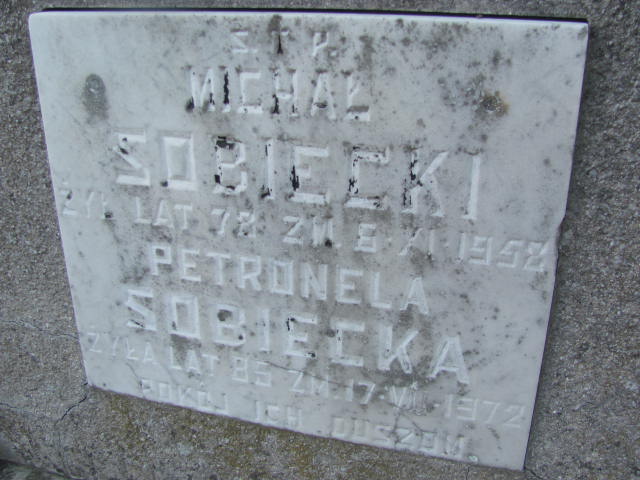 Ś. † P.
MICHAŁ
SOBIECKI
ŻYŁ LAT 78 ZM. 6 · XI · 1958
PETRONELA
SOBIECKA
ŻYŁA LAT 85 ZM. 17 · VII · 1972
POKÓJ ICH DUSZOM.